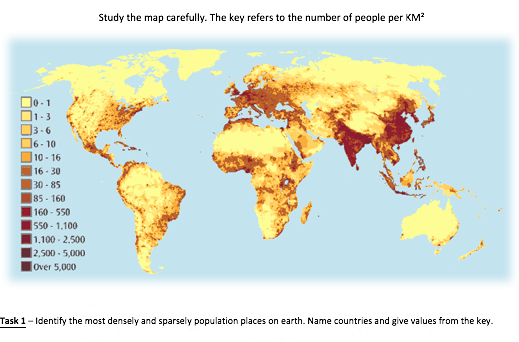 Study the map carefully. The key refers to the number of people per KM²
0 - 1
1 - 3
3 - 6
6 - 10
10 - 16
16 - 30
30 - 85
85 - 160
160 - 550
550 - 1,100
1,100 - 2,500
2,500 - 5,000
Over 5,000
Task 1 – Identify the most densely and sparsely population places on earth. Name countries and give values from the key.